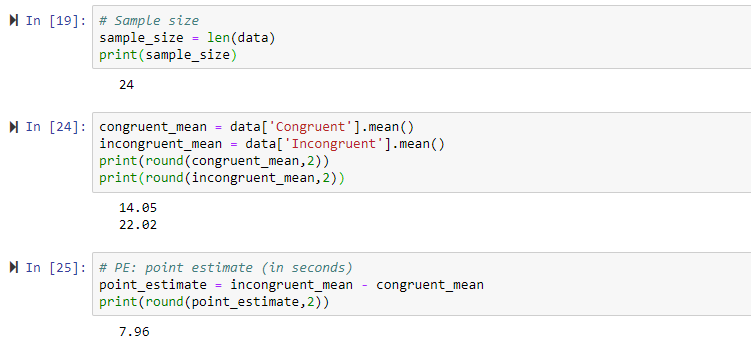 In [19]: # Sample size
sample_size = len(data)
print(sample_size)
24
In [24]: congruent_mean = data['Congruent'].mean()
incongruent_mean = data['Incongruent'].mean()
print(round(congruent_mean,2))
print(round(incongruent_mean,2))
14.05
22.02
In [25]: # PE: point estimate (in seconds)
point_estimate = incongruent_mean - congruent_mean
print(round(point_estimate,2))
7.96